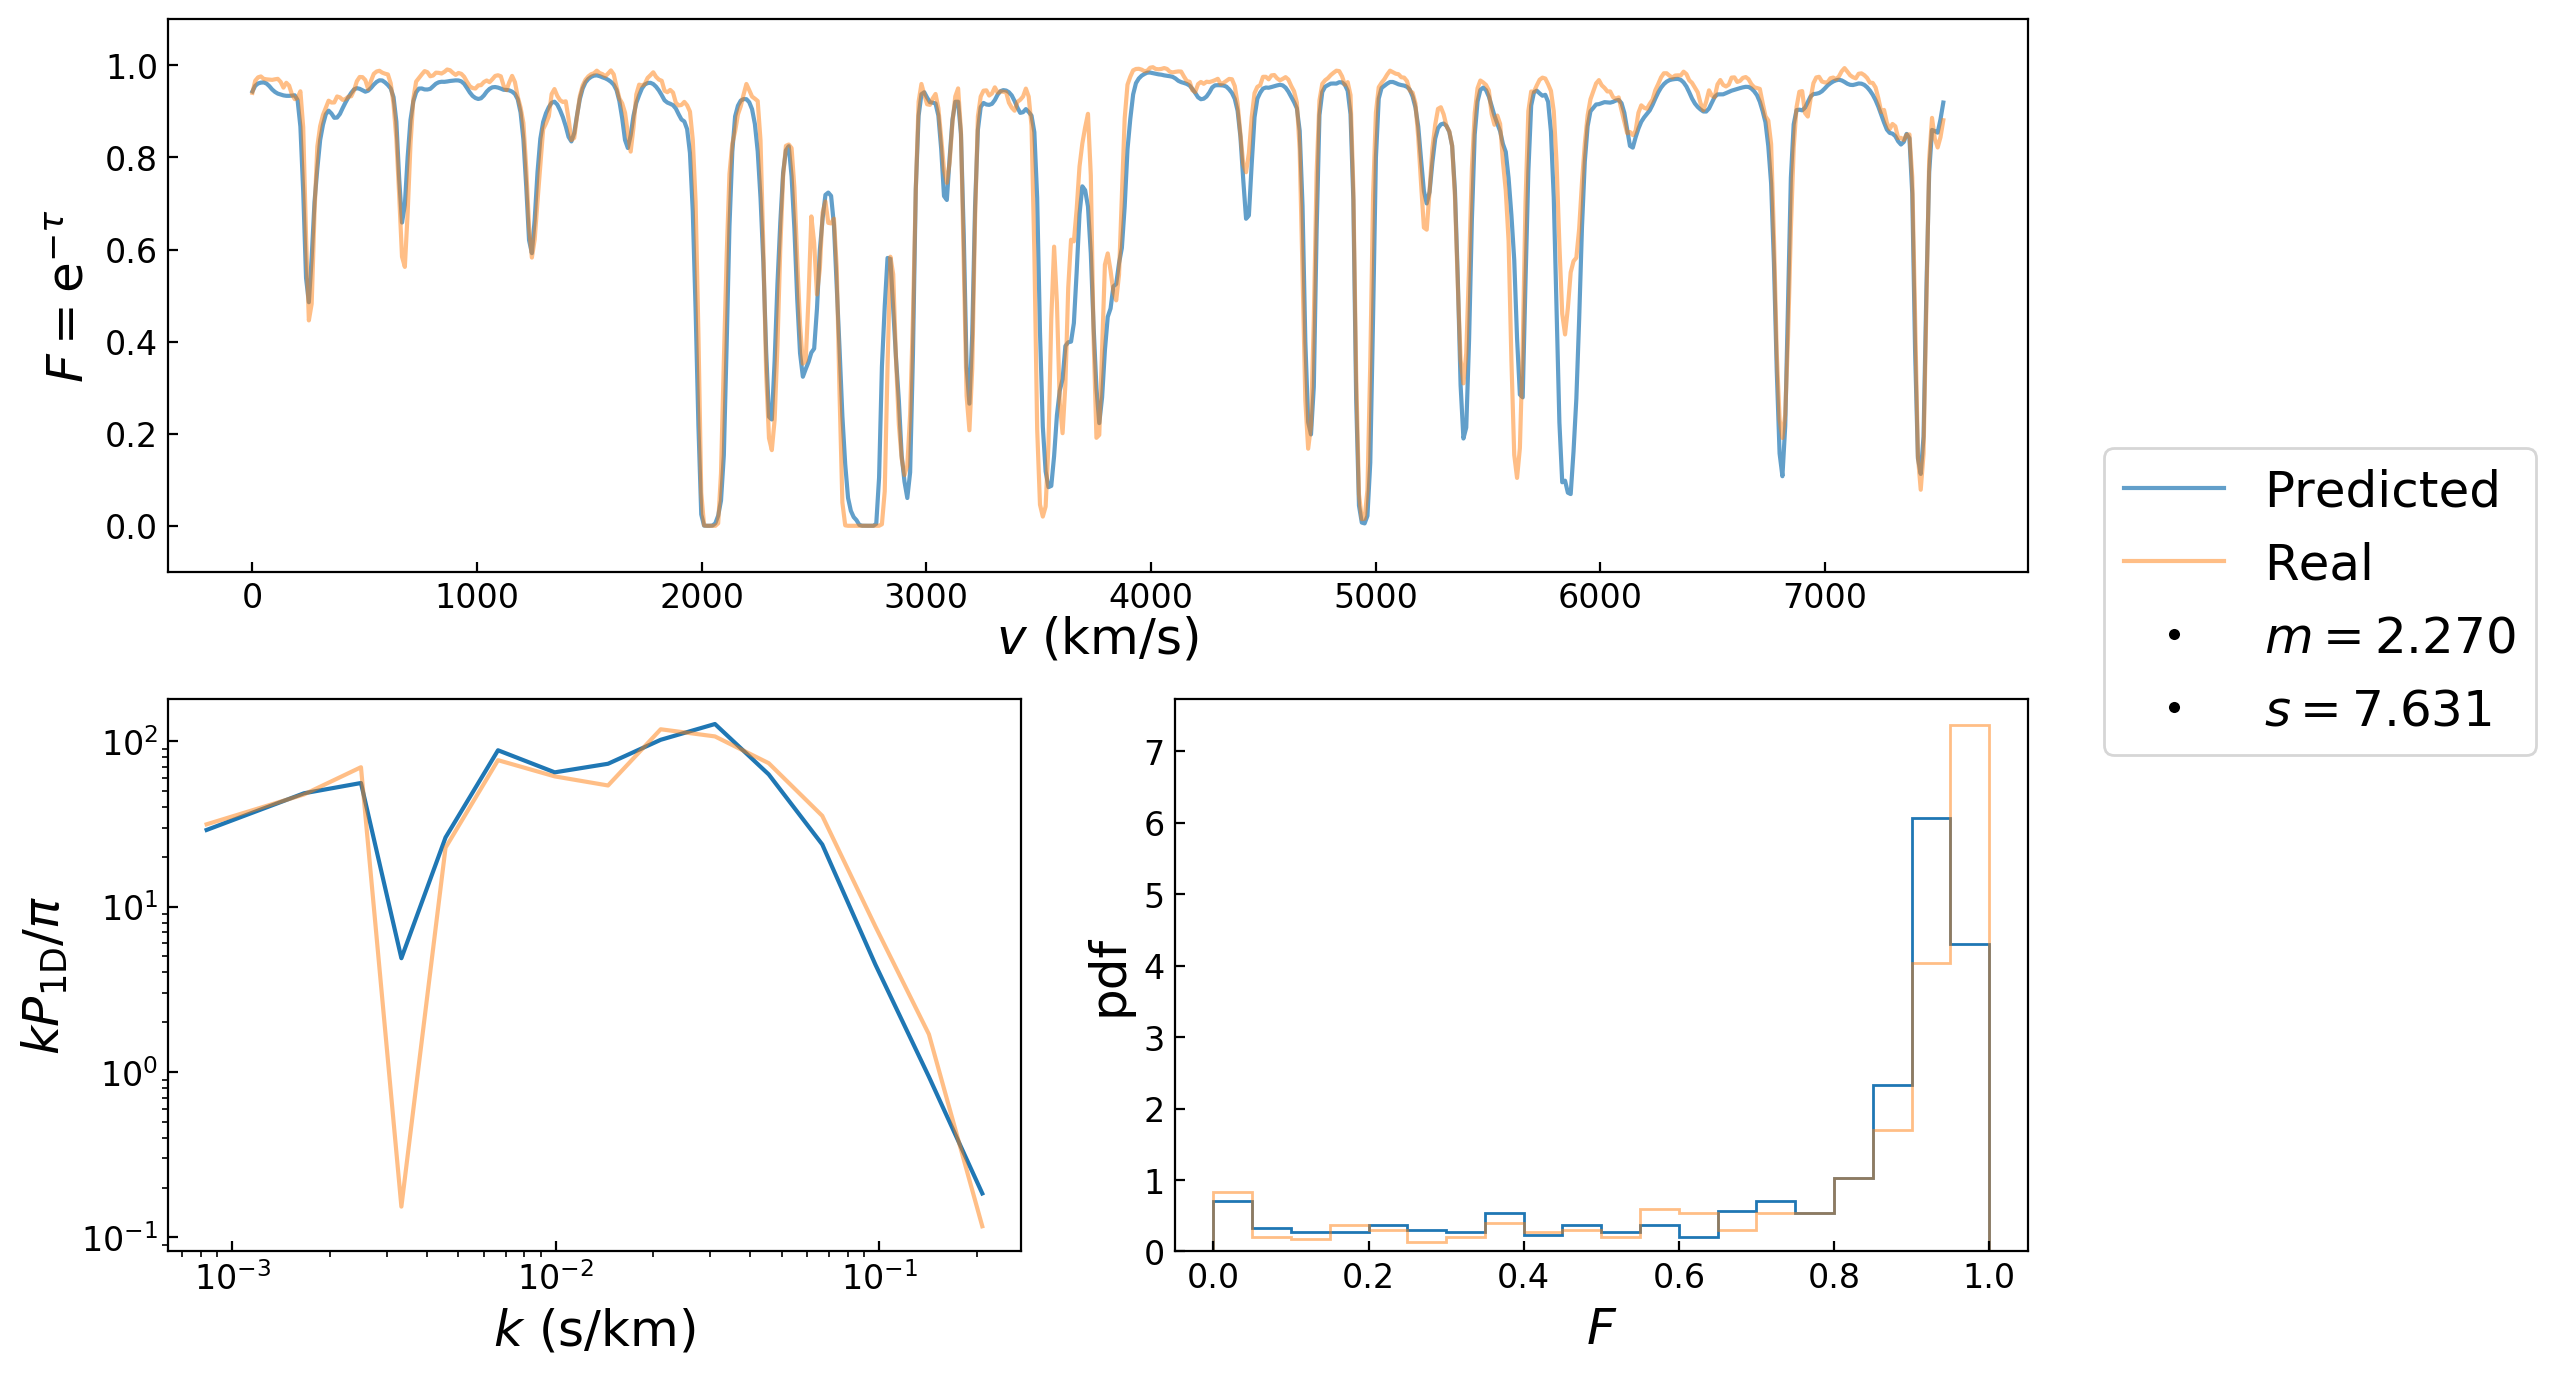 1.0
0.8
0.6
0.4
0.2
0.0
F = e^{−τ}
0 1000 2000 3000 4000 5000 6000 7000
v (km/s)
Predicted
Real
m = 2.270
s = 7.631
10^2
10^1
10^0
10^{−1}
kP_{1D}/π
10^{−3} 10^{−2} 10^{−1}
k (s/km)
7
6
5
4
3
2
1
0
pdf
0.0 0.2 0.4 0.6 0.8 1.0
F